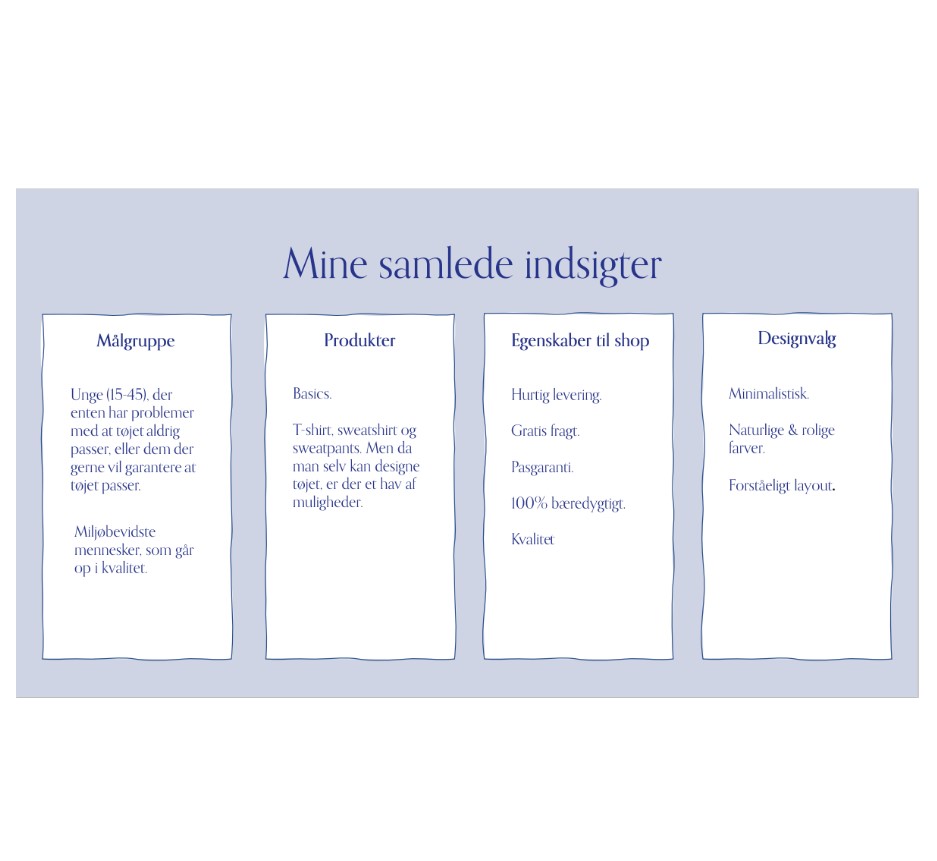 Mine samlede indsigter
Målgruppe
Unge (15-45), der
enten har problemer
med at tøjet aldrig
passer, eller dem der
gerne vil garantere at
tøjet passer.
Miljøbevidste
mennesker, som går
op i kvalitet.
Produkter
Basics.
T-shirt, sweatshirt og
sweatpants. Men da
man selv kan designe
tøjet, er der et hav af
muligheder.
Egenskaber til shop
Hurtig levering.
Gratis fragt.
Pasgaranti.
100% bæredygtigt.
Kvalitet
Designvalg
Minimalistisk.
Naturlige & rolige
farver.
Forståeligt layout.